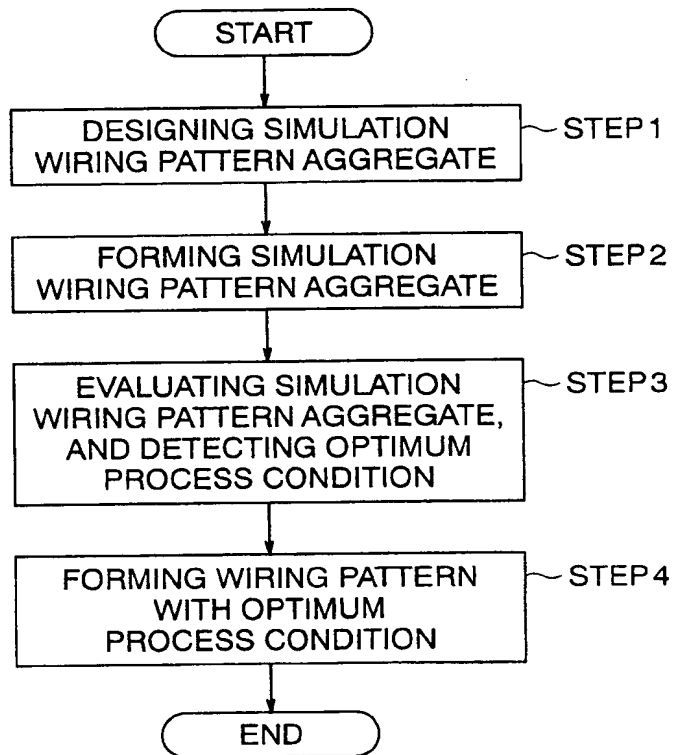 START
DESIGNING SIMULATION
WIRING PATTERN AGGREGATE
STEP1
FORMING SIMULATION
WIRING PATTERN AGGREGATE
STEP2
EVALUATING SIMULATION
WIRING PATTERN AGGREGATE,
AND DETECTING OPTIMUM
PROCESS CONDITION
STEP3
FORMING WIRING PATTERN
WITH OPTIMUM
PROCESS CONDITION
STEP4
END